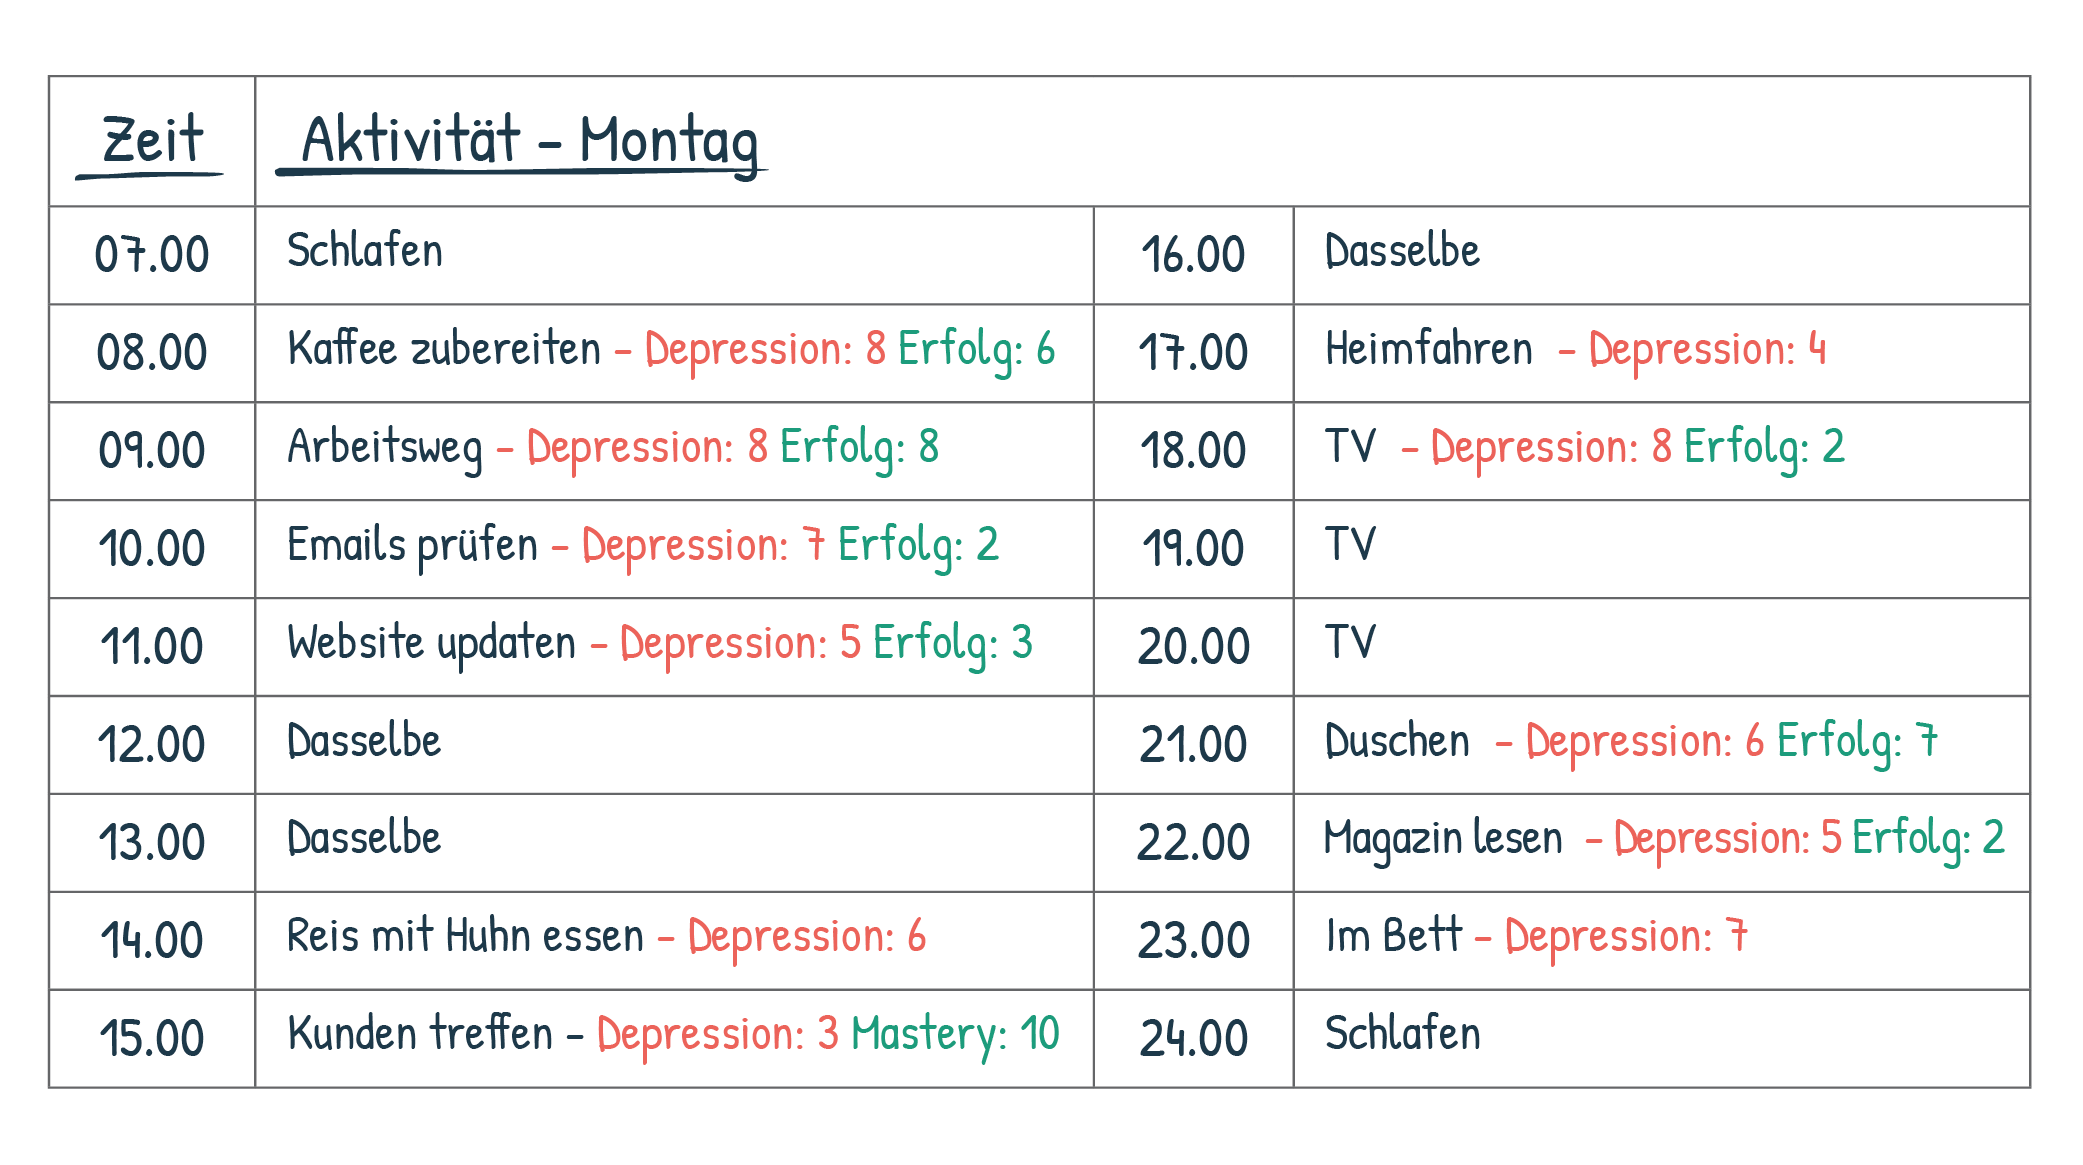 Zeit Aktivität - Montag
07.00 Schlafen
08.00 Kaffee zubereiten - Depression: 8 Erfolg: 6
09.00 Arbeitsweg - Depression: 8 Erfolg: 8
10.00 Emails prüfen - Depression: 7 Erfolg: 2
11.00 Website updaten - Depression: 5 Erfolg: 3
12.00 Dasselbe
13.00 Dasselbe
14.00 Reis mit Huhn essen - Depression: 6
15.00 Kunden treffen - Depression: 3 Mastery: 10
16.00 Dasselbe
17.00 Heimfahren - Depression: 4
18.00 TV - Depression: 8 Erfolg: 2
19.00 TV
20.00 TV
21.00 Duschen - Depression: 6 Erfolg: 7
22.00 Magazin lesen - Depression: 5 Erfolg: 2
23.00 Im Bett - Depression: 7
24.00 Schlafen